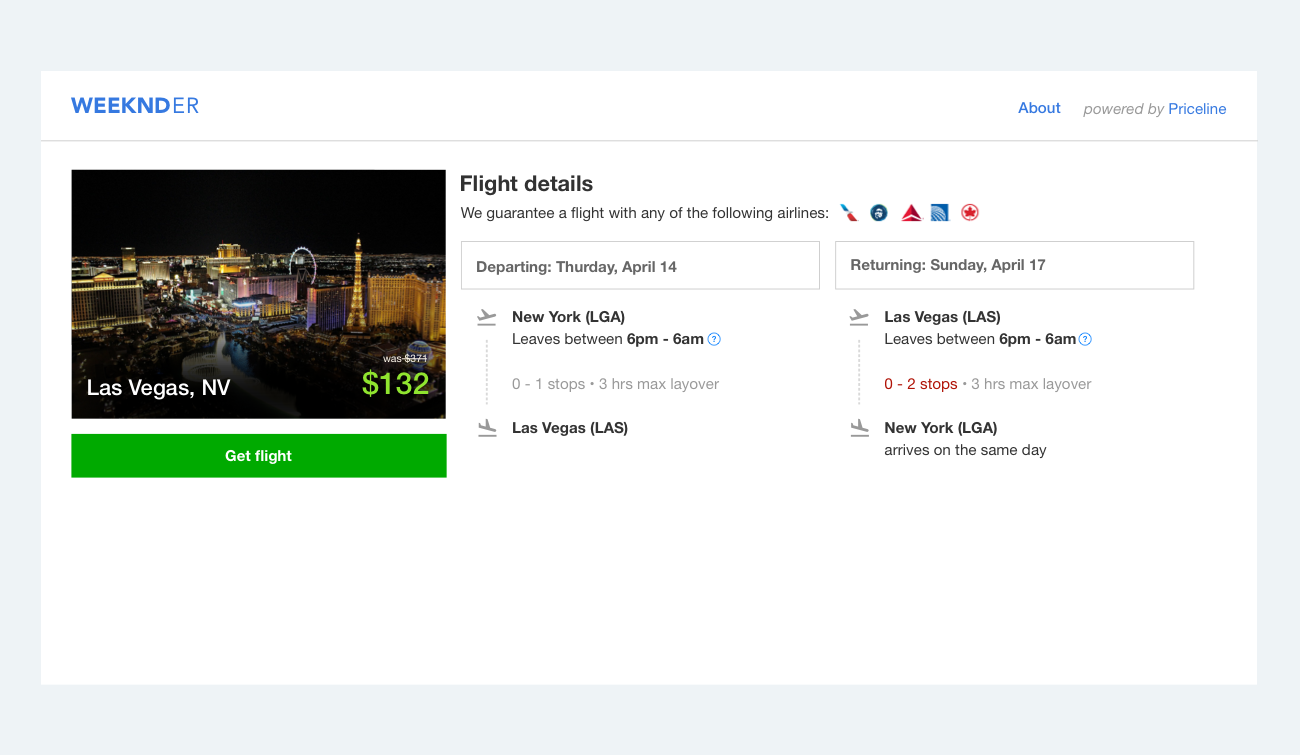 WEEKNDER
About powered by Priceline
Flight details
We guarantee a flight with any of the following airlines:
was $371
Las Vegas, NV $132
Get flight
Departing: Thurday, April 14
New York (LGA)
Leaves between 6pm - 6am ?
0 - 1 stops • 3 hrs max layover
Las Vegas (LAS)
Returning: Sunday, April 17
Las Vegas (LAS)
Leaves between 6pm - 6am ?
0 - 2 stops • 3 hrs max layover
New York (LGA)
arrives on the same day